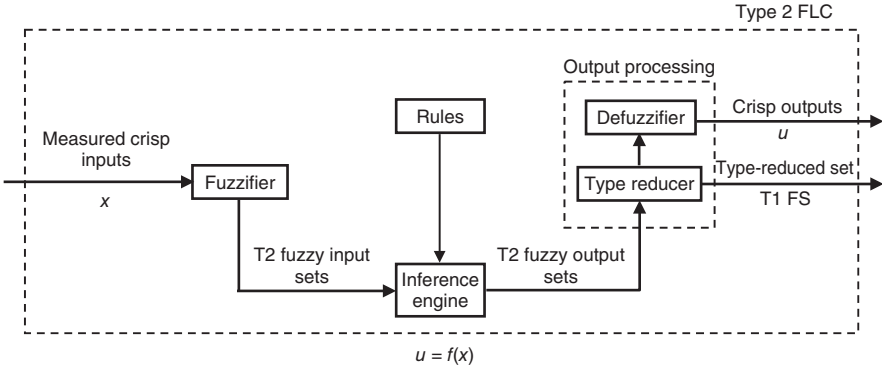 Type 2 FLC
Output processing
Defuzzifier
Crisp outputs
u
Rules
Measured crisp
inputs
x
Fuzzifier
Type reducer
Type-reduced set
T1 FS
T2 fuzzy input
sets
Inference
engine
T2 fuzzy output
sets
u = f(x)